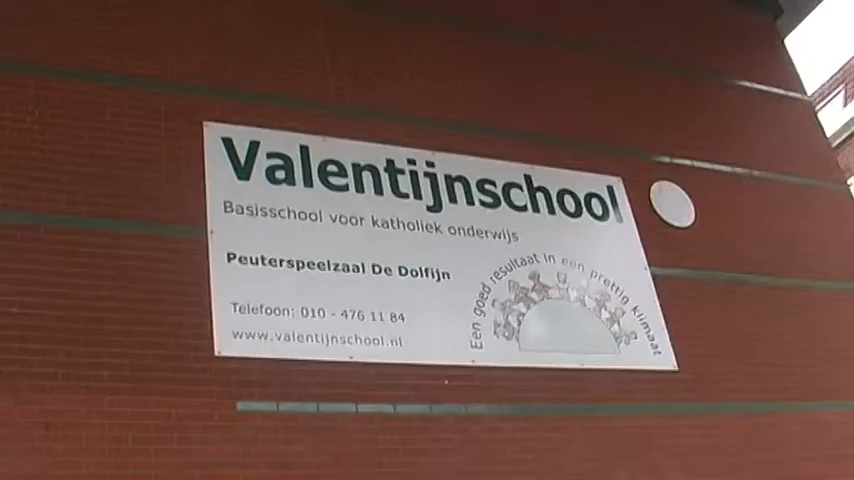 Valentijnschool
Basisschool voor katholiek onderwijs
Peuterspeelzaal De Dolfijn
Een goed resultaat in een prettig klimaat
Telefoon: 010 - 476 11 84
www.valentijnschool.nl